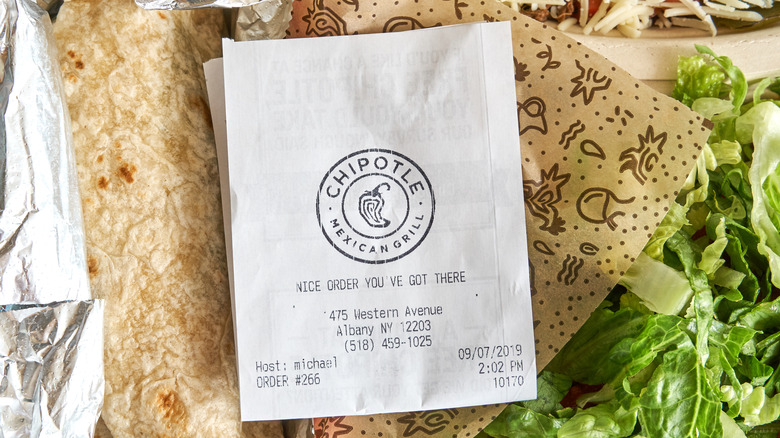 CHIPOTLE
MEXICAN GRILL
NICE ORDER YOU'VE GOT THERE
475 Western Avenue
Albany NY 12203
(518) 459-1025
Host: michael 09/07/2019
ORDER #266 2:02 PM
10170